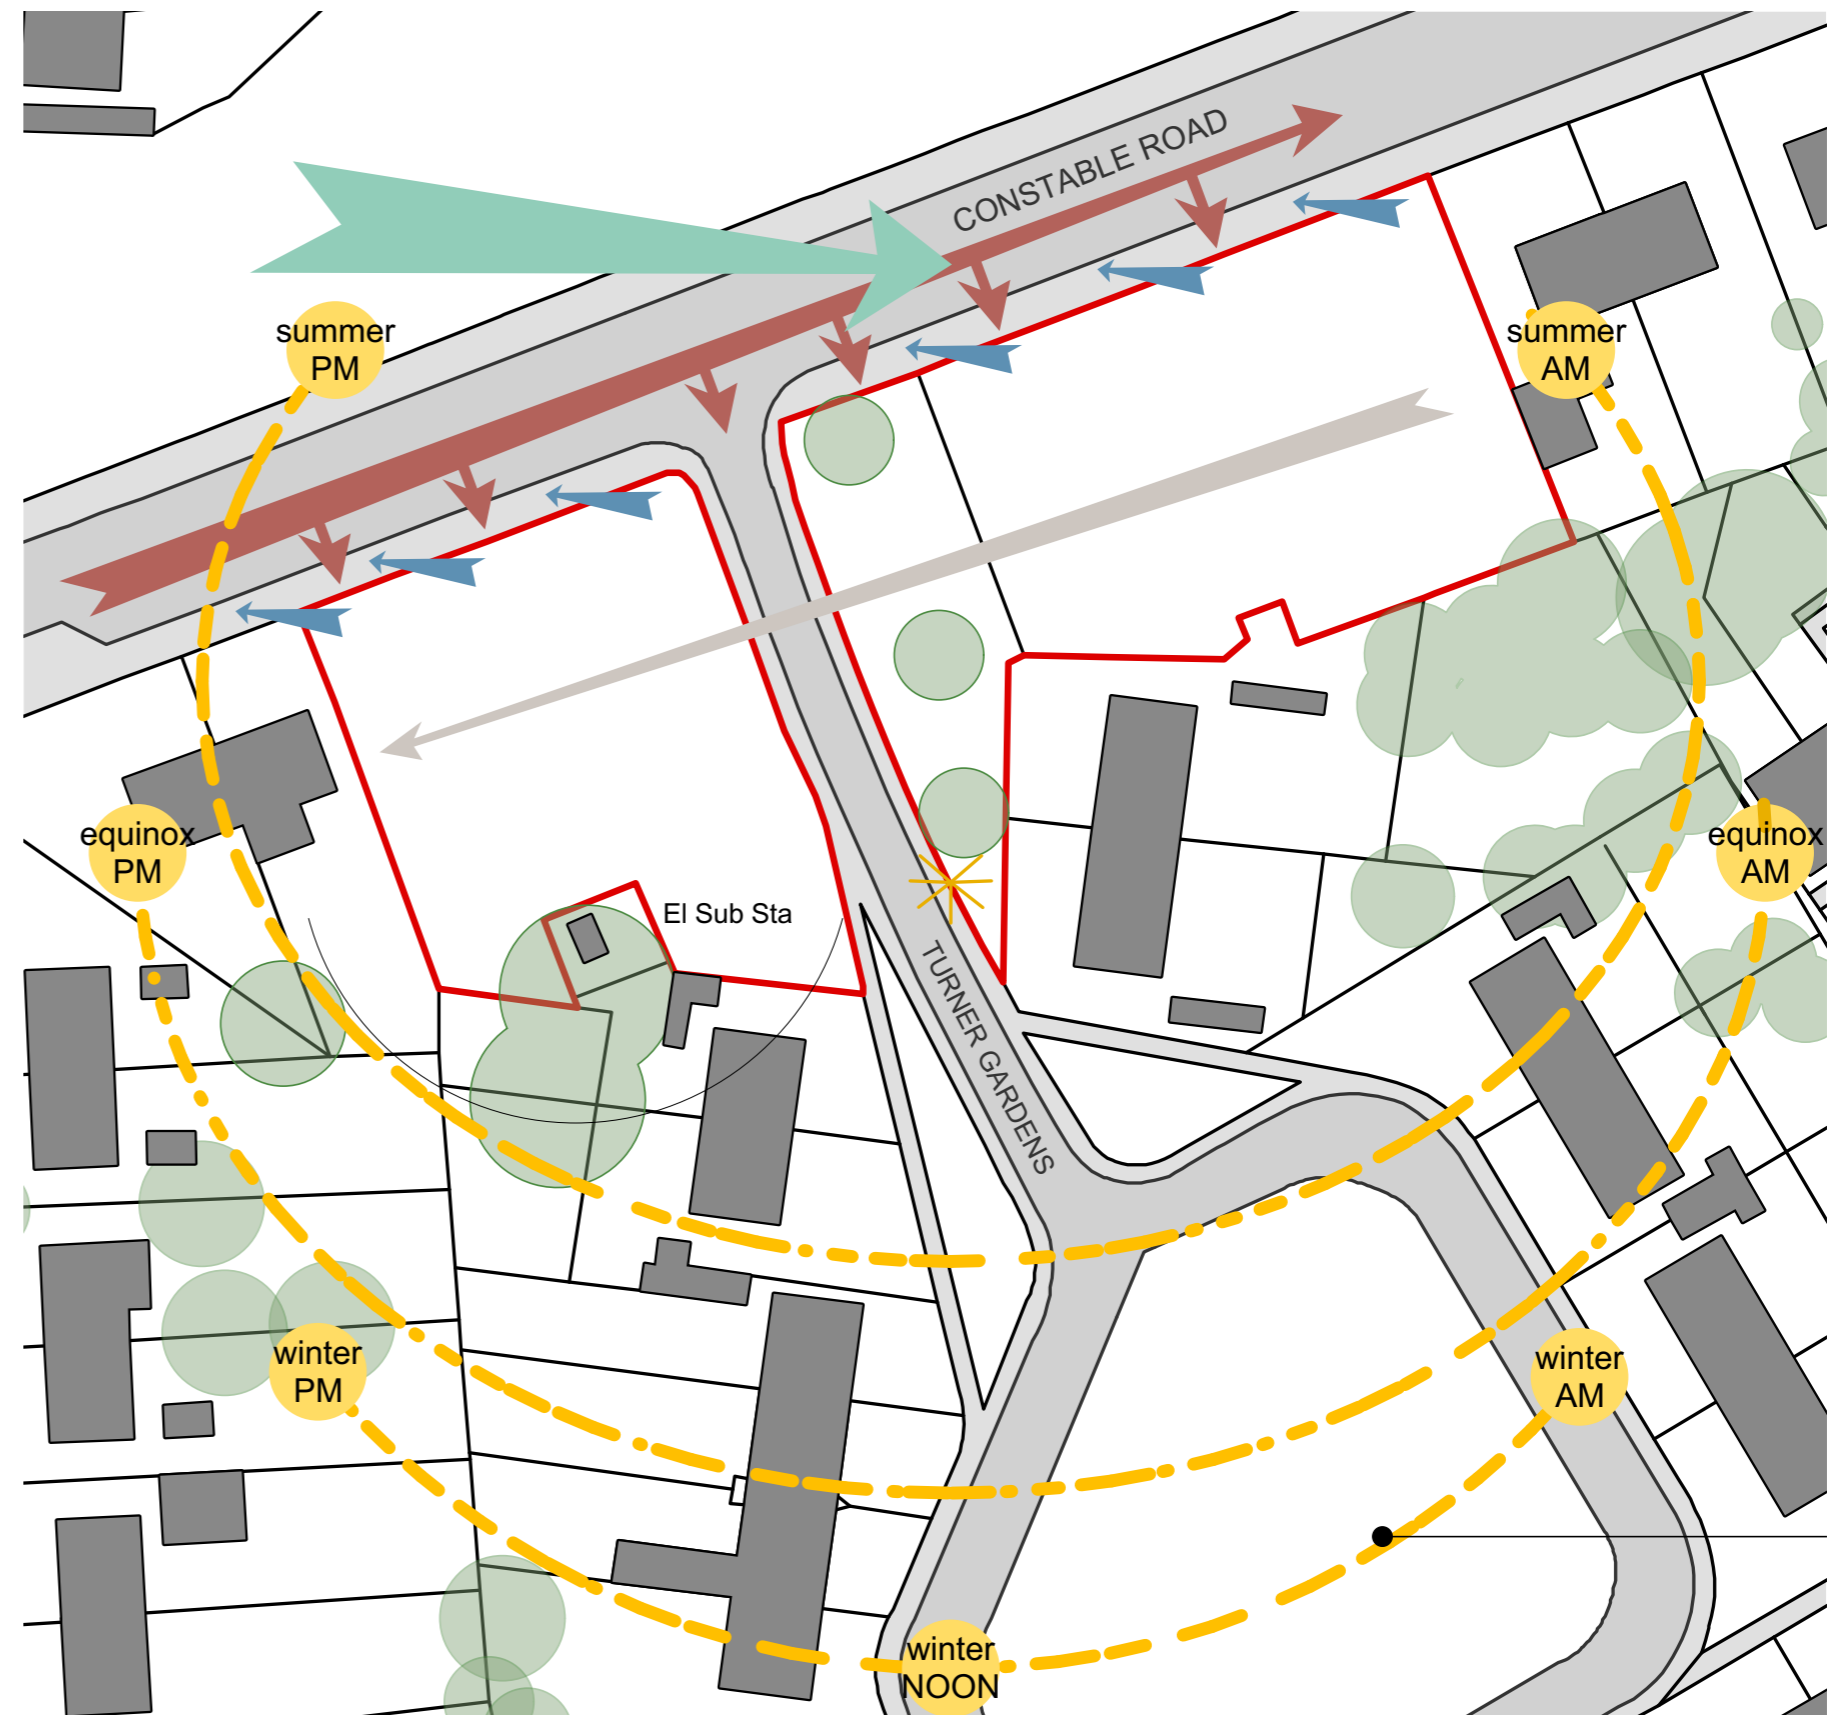 CONSTABLE ROAD
summer
PM
summer
AM
equinox
PM
equinox
AM
El Sub Sta
TURNER GARDENS
winter
PM
winter
AM
winter
NOON